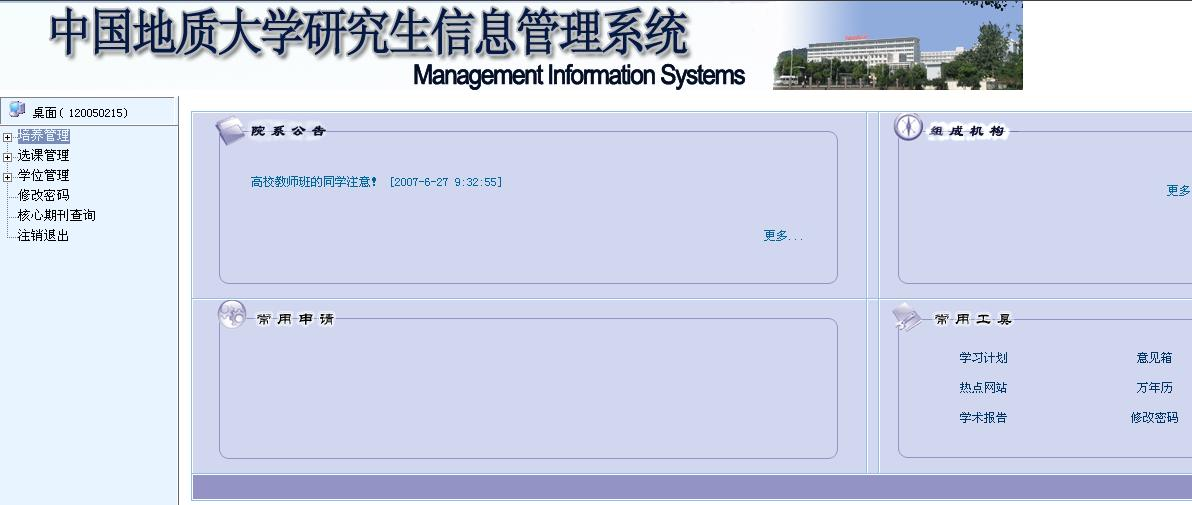 中国地质大学研究生信息管理系统
Management Information Systems
桌面( 120050215)
培养管理
选课管理
学位管理
修改密码
核心期刊查询
注销退出
院系公告
高校教师班的同学注意! [2007-6-27 9:32:55]
更多...
组成机构
更多
常用申请
常用工具
学习计划 意见箱
热点网站 万年历
学术报告 修改密码